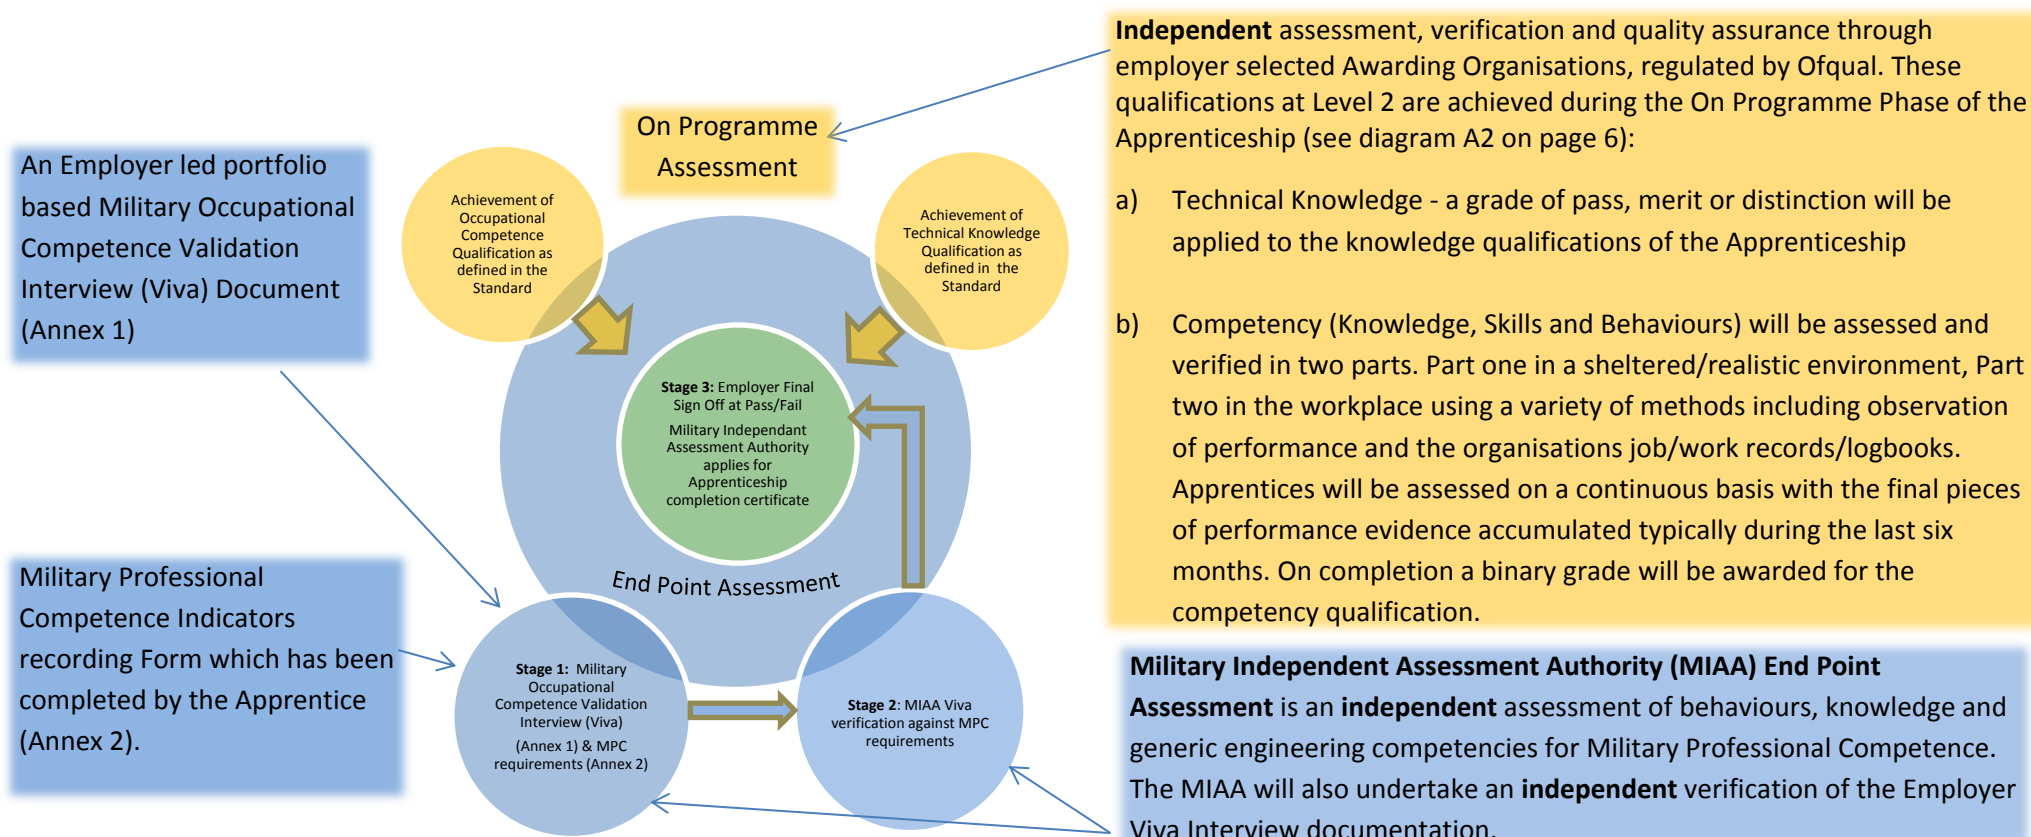 An Employer led portfolio
based Military Occupational
Competence Validation
Interview (Viva) Document
(Annex 1)
Military Professional
Competence Indicators
recording Form which has been
completed by the Apprentice
(Annex 2).
On Programme
Assessment
Achievement of
Occupational
Competence
Qualification as
defined in the
Standard
Achievement of
Technical Knowledge
Qualification as
defined in the
Standard
Stage 3: Employer Final
Sign Off at Pass/Fail
Military Independant
Assessment Authority
applies for
Apprenticeship
completion certificate
End Point Assessment
Stage 1: Military
Occupational
Competence Validation
Interview (Viva)
(Annex 1) & MPC
requirements (Annex 2)
Stage 2: MIAA Viva
verification against MPC
requirements
Independent assessment, verification and quality assurance through
employer selected Awarding Organisations, regulated by Ofqual. These
qualifications at Level 2 are achieved during the On Programme Phase of the
Apprenticeship (see diagram A2 on page 6):
a) Technical Knowledge - a grade of pass, merit or distinction will be
applied to the knowledge qualifications of the Apprenticeship
b) Competency (Knowledge, Skills and Behaviours) will be assessed and
verified in two parts. Part one in a sheltered/realistic environment, Part
two in the workplace using a variety of methods including observation
of performance and the organisations job/work records/logbooks.
Apprentices will be assessed on a continuous basis with the final pieces
of performance evidence accumulated typically during the last six
months. On completion a binary grade will be awarded for the
competency qualification.
Military Independent Assessment Authority (MIAA) End Point
Assessment is an independent assessment of behaviours, knowledge and
generic engineering competencies for Military Professional Competence.
The MIAA will also undertake an independent verification of the Employer
Viva Interview documentation.